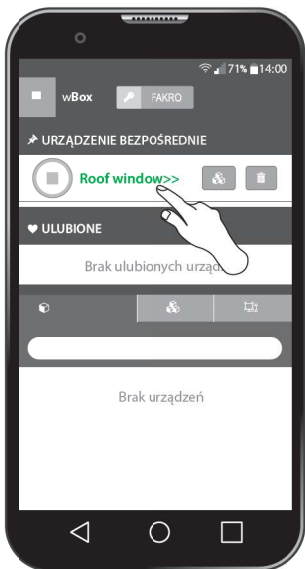 71% 14:00
wBox FAKRO
URZĄDZENIE BEZPOŚREDNIE
Roof window>>
ULUBIONE
Brak ulubionych urząd
Brak urządzeń